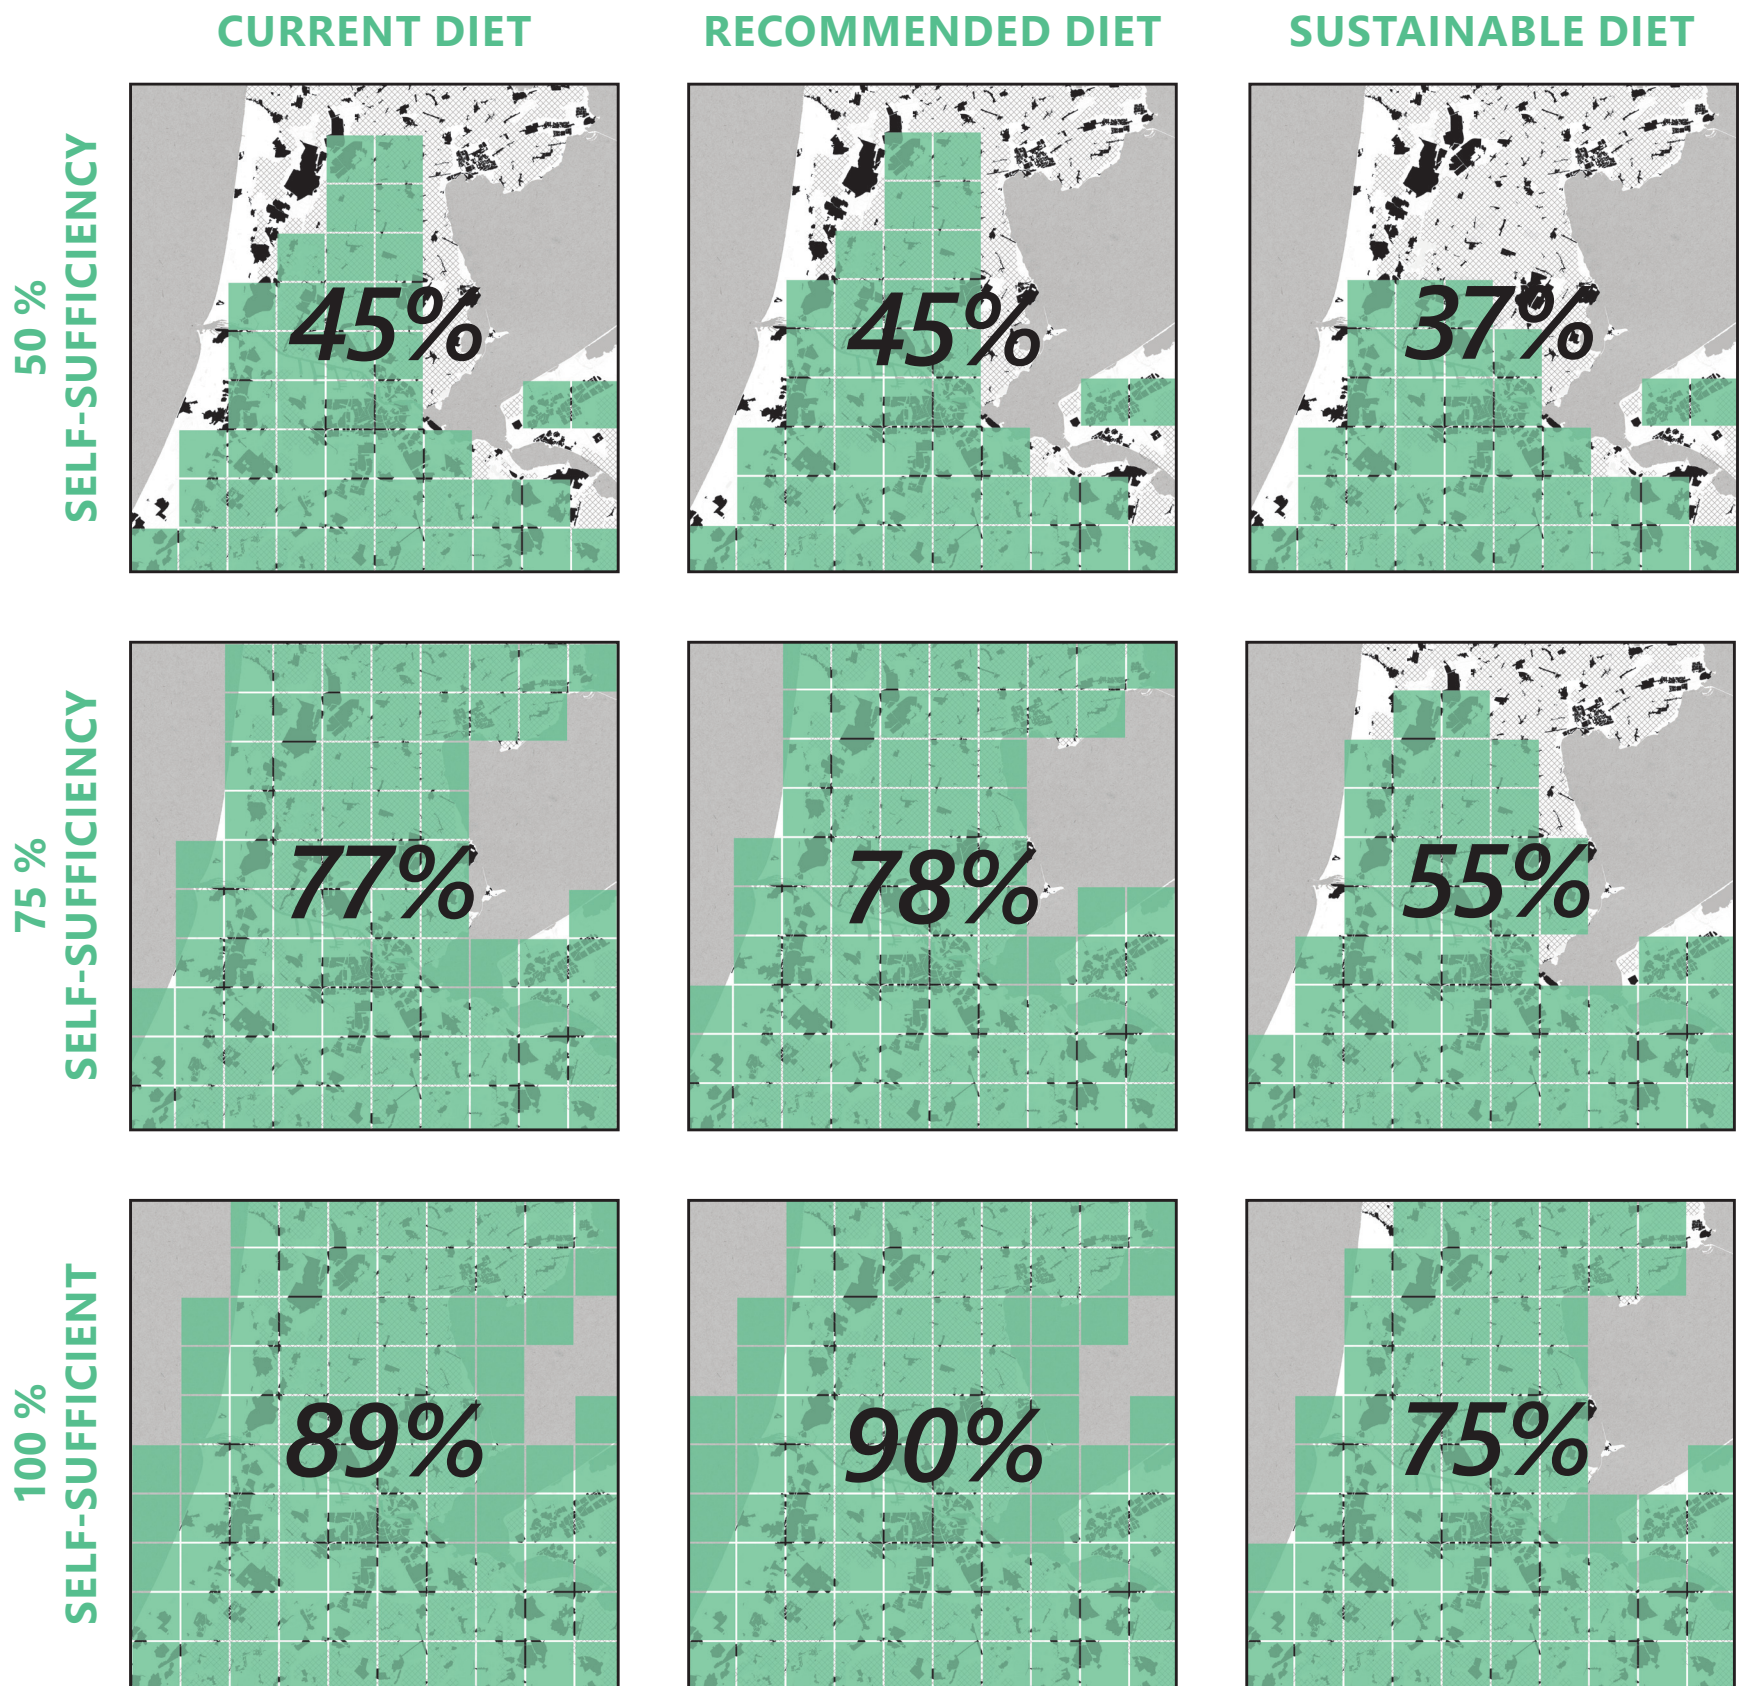 CURRENT DIET
RECOMMENDED DIET
SUSTAINABLE DIET
50 %
SELF-SUFFICIENCY
45%
45%
37%
75 %
SELF-SUFFICIENCY
77%
78%
55%
100 %
SELF-SUFFICIENT
89%
90%
75%